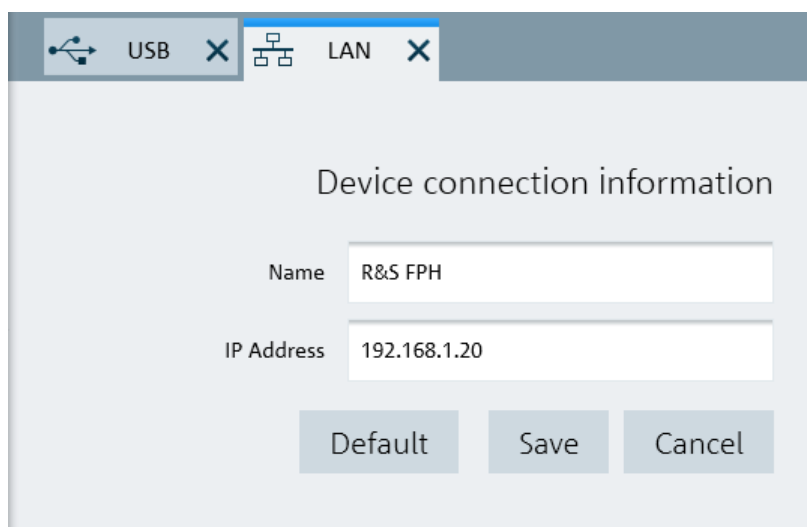 USB
LAN
Device connection information
Name R&S FPH
IP Address 192.168.1.20
Default Save Cancel